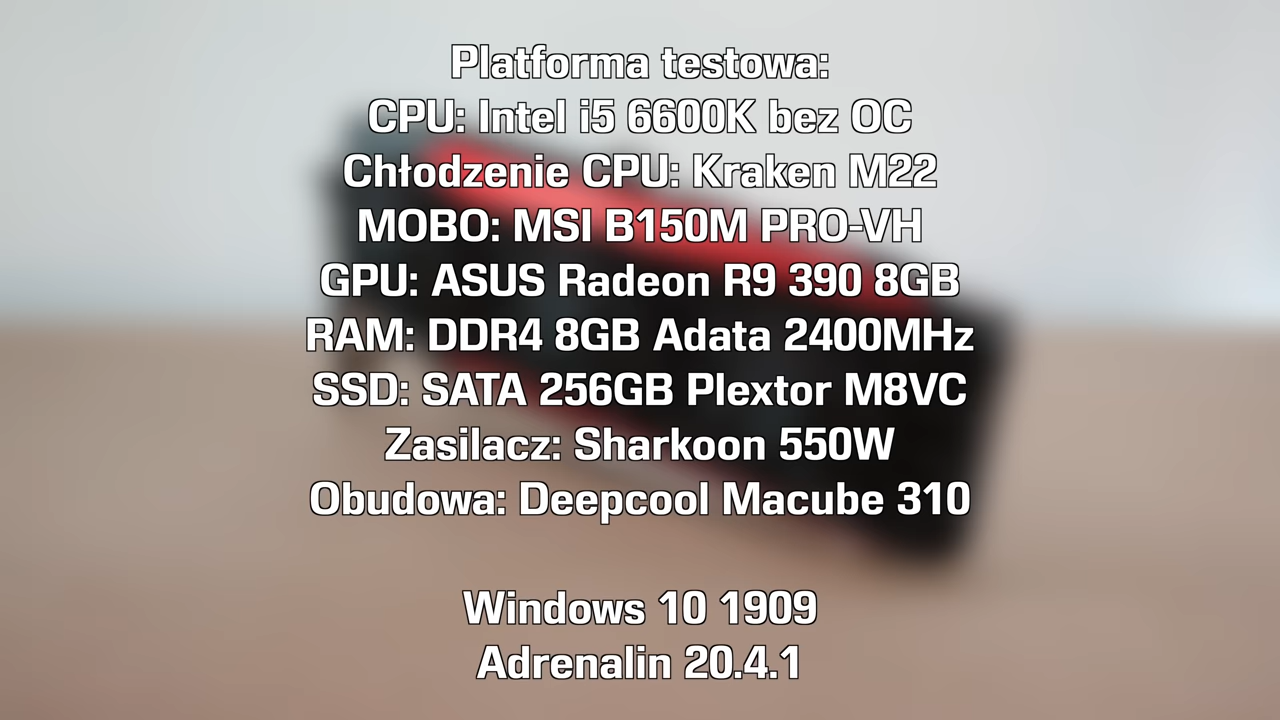 Platforma testowa:
CPU: Intel i5 6600K bez OC
Chłodzenie CPU: Kraken M22
MOBO: MSI B150M PRO-VH
GPU: ASUS Radeon R9 390 8GB
RAM: DDR4 8GB Adata 2400MHz
SSD: SATA 256GB Plextor M8VC
Zasilacz: Sharkoon 550W
Obudowa: Deepcool Macube 310
Windows 10 1909
Adrenalin 20.4.1